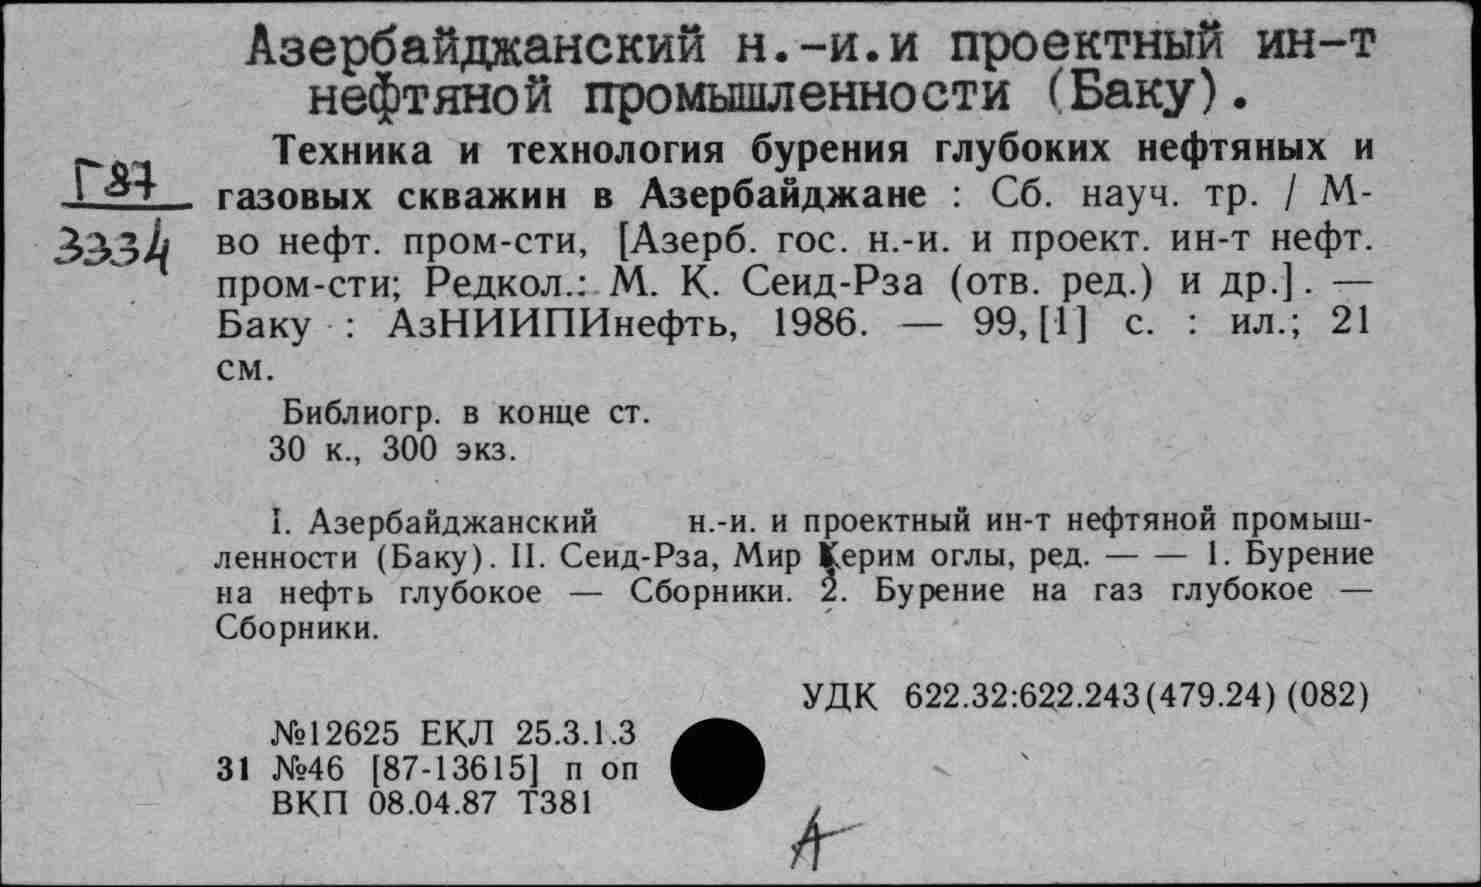 Азербайджанский н.-и.и проектный ин-т
нефтяной промышленности (Баку).
Техника и технология бурения глубоких нефтяных и
Г87
газовых скважин в Азербайджане : Сб. науч. тр. / М-
3334
во нефт. пром-сти, [Азерб. гос. н.-и. и проект. ин-т нефт.
пром-сти; Редкол.: М. К. Сеид-Рза (отв. ред.) и др.]. —
Баку : АзНИИПИнефть, 1986. — 99, [1] с. : ил.; 21
см.
Библиогр. в конце ст.
30 к., 300 экз.
I. Азербайджанский н.-и. и проектный ин-т нефтяной промыш-
ленности (Баку). II. Сеид-Рза, Мир Керим оглы, ред. — — 1. Бурение
на нефть глубокое — Сборники. 2. Бурение на газ глубокое —
Сборники.
УДК 622.32:622.243(479.24) (082)
№12625 ЕКЛ 25.3.1.3
31 №46 [87-13615] п оп
ВКП 08.04.87 Т381
А